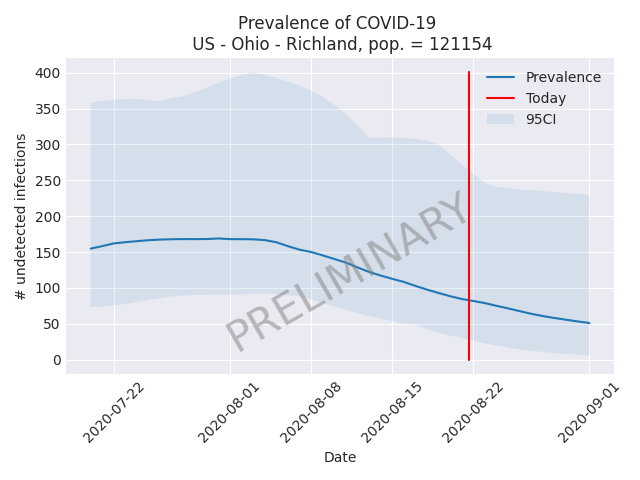 Prevalence of COVID-19
US - Ohio - Richland, pop. = 121154
400
350
300
250
200
150
100
50
0
# undetected infections
Prevalence
Today
95CI
PRELIMINARY
2020-07-22
2020-08-01
2020-08-08
2020-08-15
2020-08-22
2020-09-01
Date